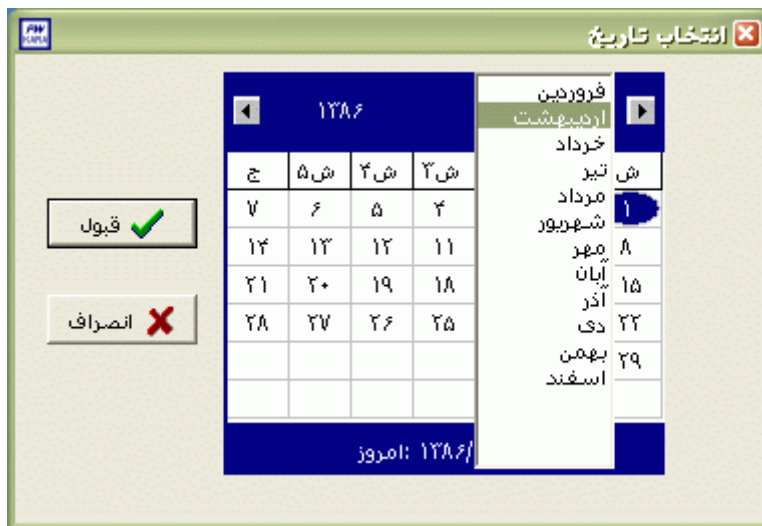 انتخاب تاریخ
۱۳۸۶
فروردین
اردیبهشت
خرداد
تیر
مرداد
شهریور
مهر
آبان
آذر
دی
بهمن
اسفند
ش ش۳ ش۴ ش۵ ج
۱ ۴ ۵ ۶ ۷
۸ ۱۱ ۱۲ ۱۳ ۱۴
۱۵ ۱۸ ۱۹ ۲۰ ۲۱
۲۲ ۲۵ ۲۶ ۲۷ ۲۸
۲۹
امروز: ۱۳۸۶/
قبول
انصراف